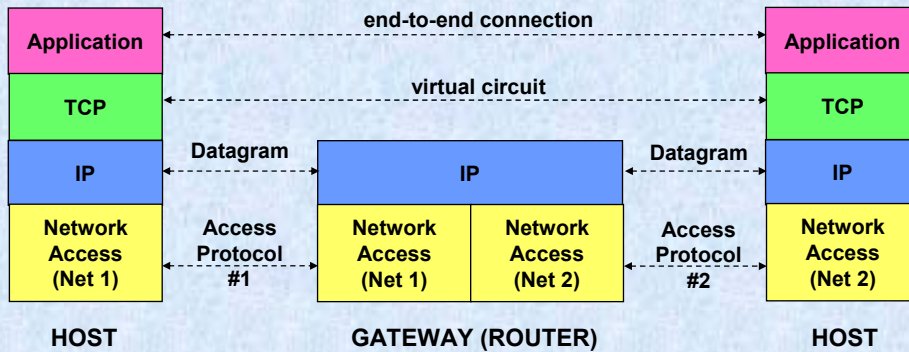 end-to-end connection
Application
Application
virtual circuit
TCP
TCP
Datagram
Datagram
IP
IP
IP
Network
Access
(Net 1)
Access
Protocol
#1
Network
Access
(Net 1)
Network
Access
(Net 2)
Access
Protocol
#2
Network
Access
(Net 2)
HOST
GATEWAY (ROUTER)
HOST